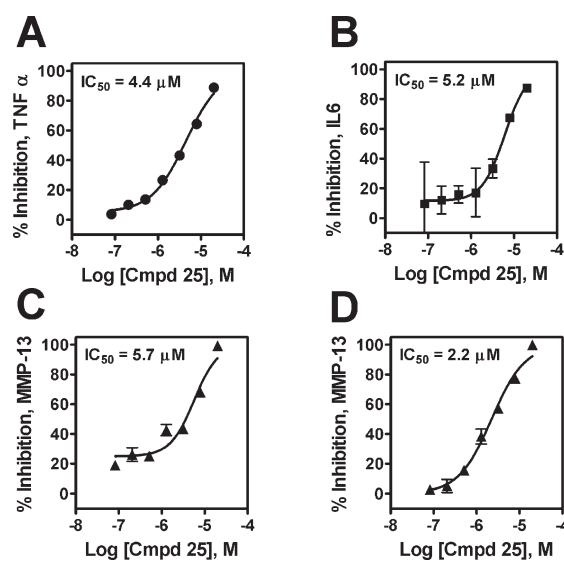 A
IC50 = 4.4 μM
% Inhibition, TNF α
100
80
60
40
20
0
-8 -7 -6 -5 -4
Log [Cmpd 25], M
B
IC50 = 5.2 μM
% Inhibition, IL6
100
80
60
40
20
0
-8 -7 -6 -5 -4
Log [Cmpd 25], M
C
IC50 = 5.7 μM
% Inhibition, MMP-13
100
80
60
40
20
0
-8 -7 -6 -5 -4
Log [Cmpd 25], M
D
IC50 = 2.2 μM
% Inhibition, MMP-13
100
80
60
40
20
0
-8 -7 -6 -5 -4
Log [Cmpd 25], M